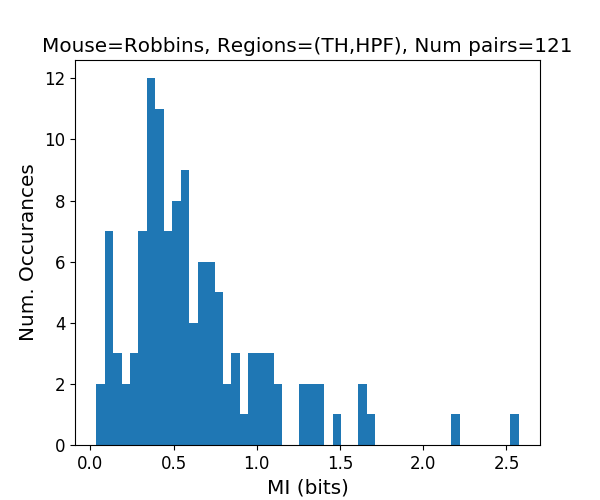 Mouse=Robbins, Regions=(TH,HPF), Num pairs=121
12
10
8
6
4
2
0
Num. Occurances
0.0 0.5 1.0 1.5 2.0 2.5
MI (bits)